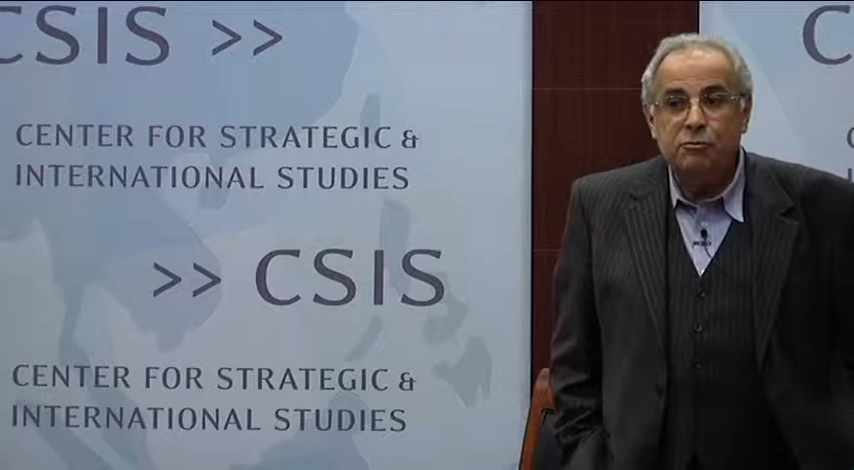 CSIS >>
CENTER FOR STRATEGIC &
INTERNATIONAL STUDIES
>> CSIS
CENTER FOR STRATEGIC &
INTERNATIONAL STUDIES